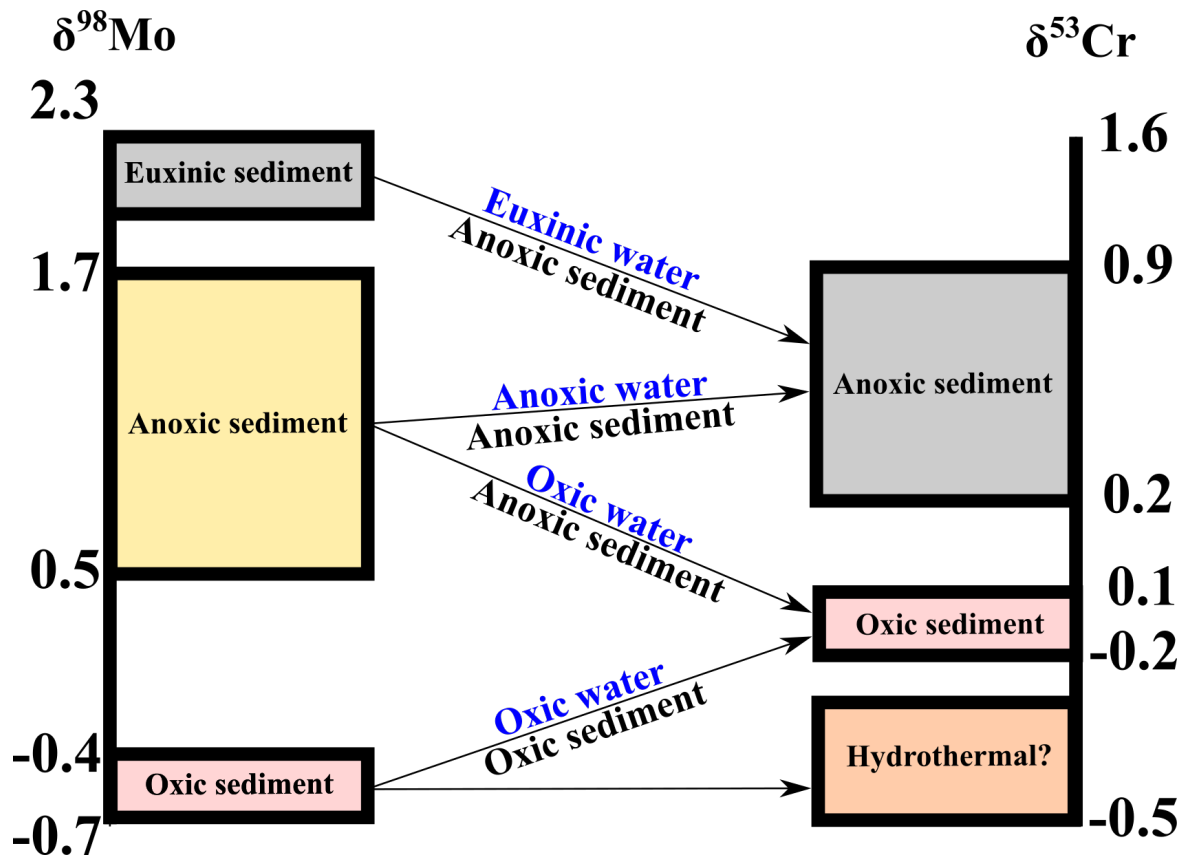 δ⁹⁸Mo
δ⁵³Cr
2.3
1.6
Euxinic sediment
Euxinic water
Anoxic sediment
1.7
0.9
Anoxic sediment
Anoxic water
Anoxic sediment
Anoxic sediment
Oxic water
Anoxic sediment
0.2
0.5
0.1
Oxic sediment
-0.2
Oxic water
Oxic sediment
-0.4
Oxic sediment
Hydrothermal?
-0.7
-0.5